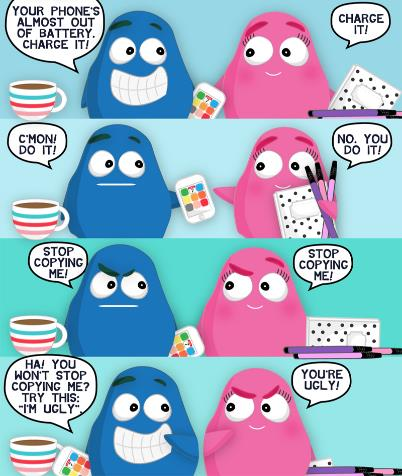 YOUR PHONE'S
ALMOST OUT
OF BATTERY.
CHARGE IT!
CHARGE
IT!
C'MON!
DO IT!
NO, YOU
DO IT!
STOP
COPYING
ME!
STOP
COPYING
ME!
HA! YOU
WON'T STOP
COPYING ME?
TRY THIS:
"I'M UGLY".
YOU'RE
UGLY!